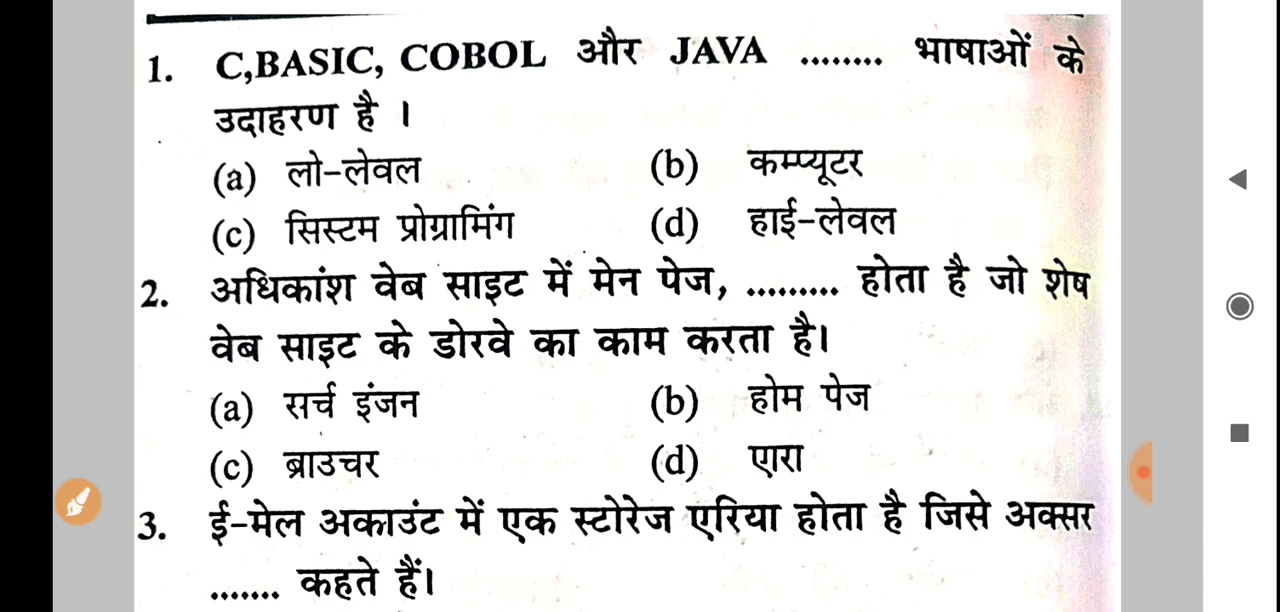 1. C,BASIC, COBOL और JAVA ........ भाषाओं के
उदाहरण है ।
(a) लो-लेवल (b) कम्प्यूटर
(c) सिस्टम प्रोग्रामिंग (d) हाई-लेवल
2. अधिकांश वेब साइट में मेन पेज, ......... होता है जो शेष
वेब साइट के डोरवे का काम करता है।
(a) सर्च इंजन (b) होम पेज
(c) ब्राउचर (d) एारा
3. ई-मेल अकाउंट में एक स्टोरेज एरिया होता है जिसे अक्सर
....... कहते हैं।